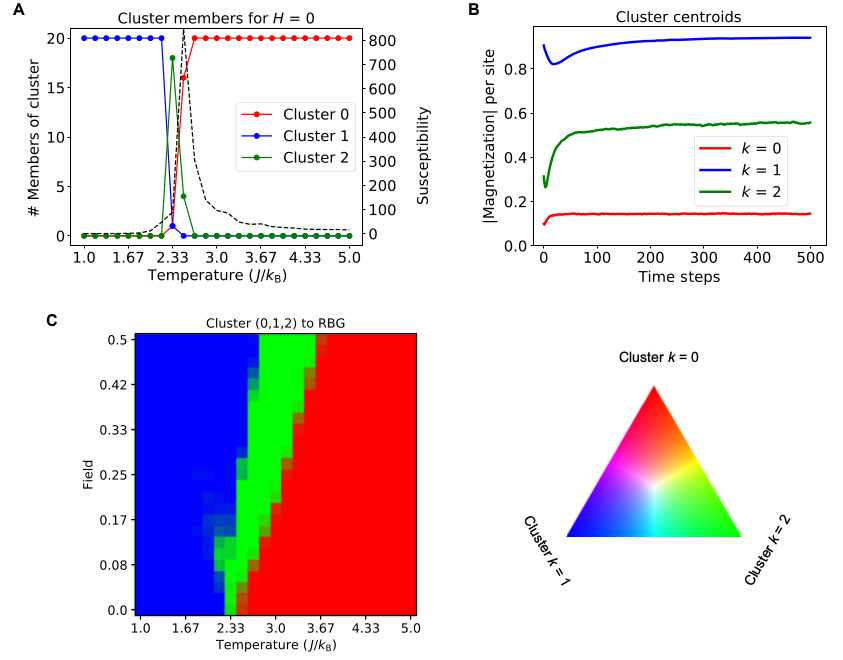 A
Cluster members for H = 0
# Members of cluster
20
15
10
5
0
800
700
600
500
400
300
200
100
0
Susceptibility
Cluster 0
Cluster 1
Cluster 2
1.0 1.67 2.33 3.0 3.67 4.33 5.0
Temperature (J/kB)
B
Cluster centroids
|Magnetization| per site
0.8
0.6
0.4
0.2
0.0
k = 0
k = 1
k = 2
0 100 200 300 400 500
Time steps
C
Cluster (0,1,2) to RBG
Field
0.5
0.42
0.33
0.25
0.17
0.08
0.0
1.0 1.67 2.33 3.0 3.67 4.33 5.0
Temperature (J/kB)
Cluster k = 0
Cluster k = 1
Cluster k = 2